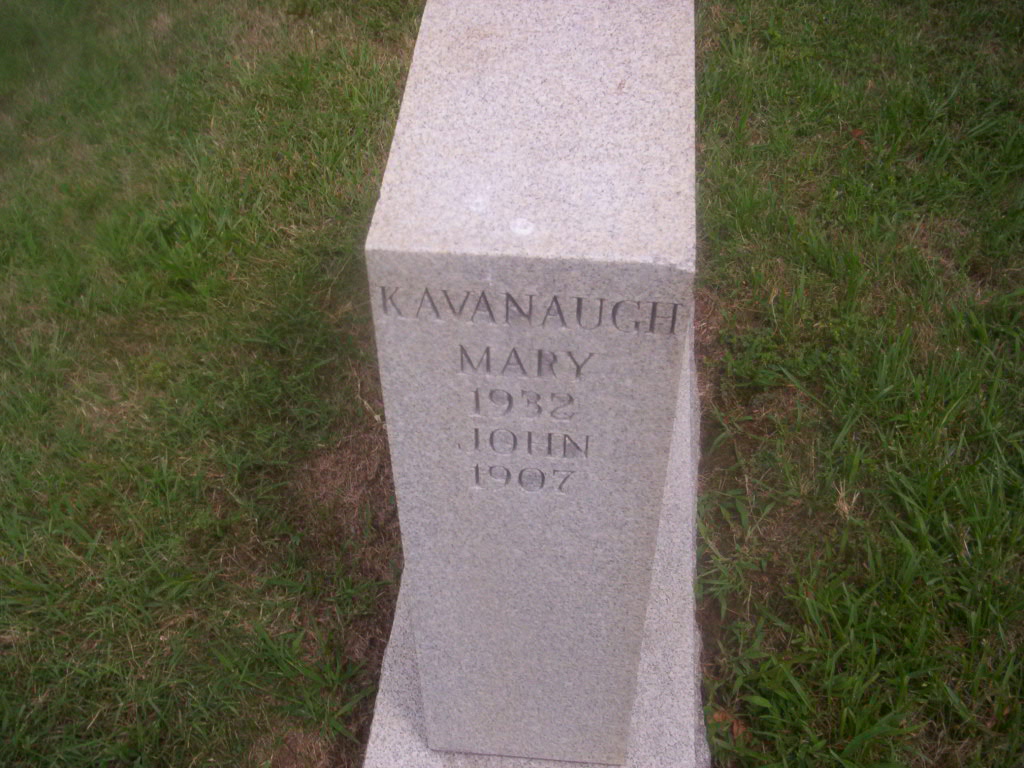 KAVANAUGH
MARY
1932
JOHN
1907